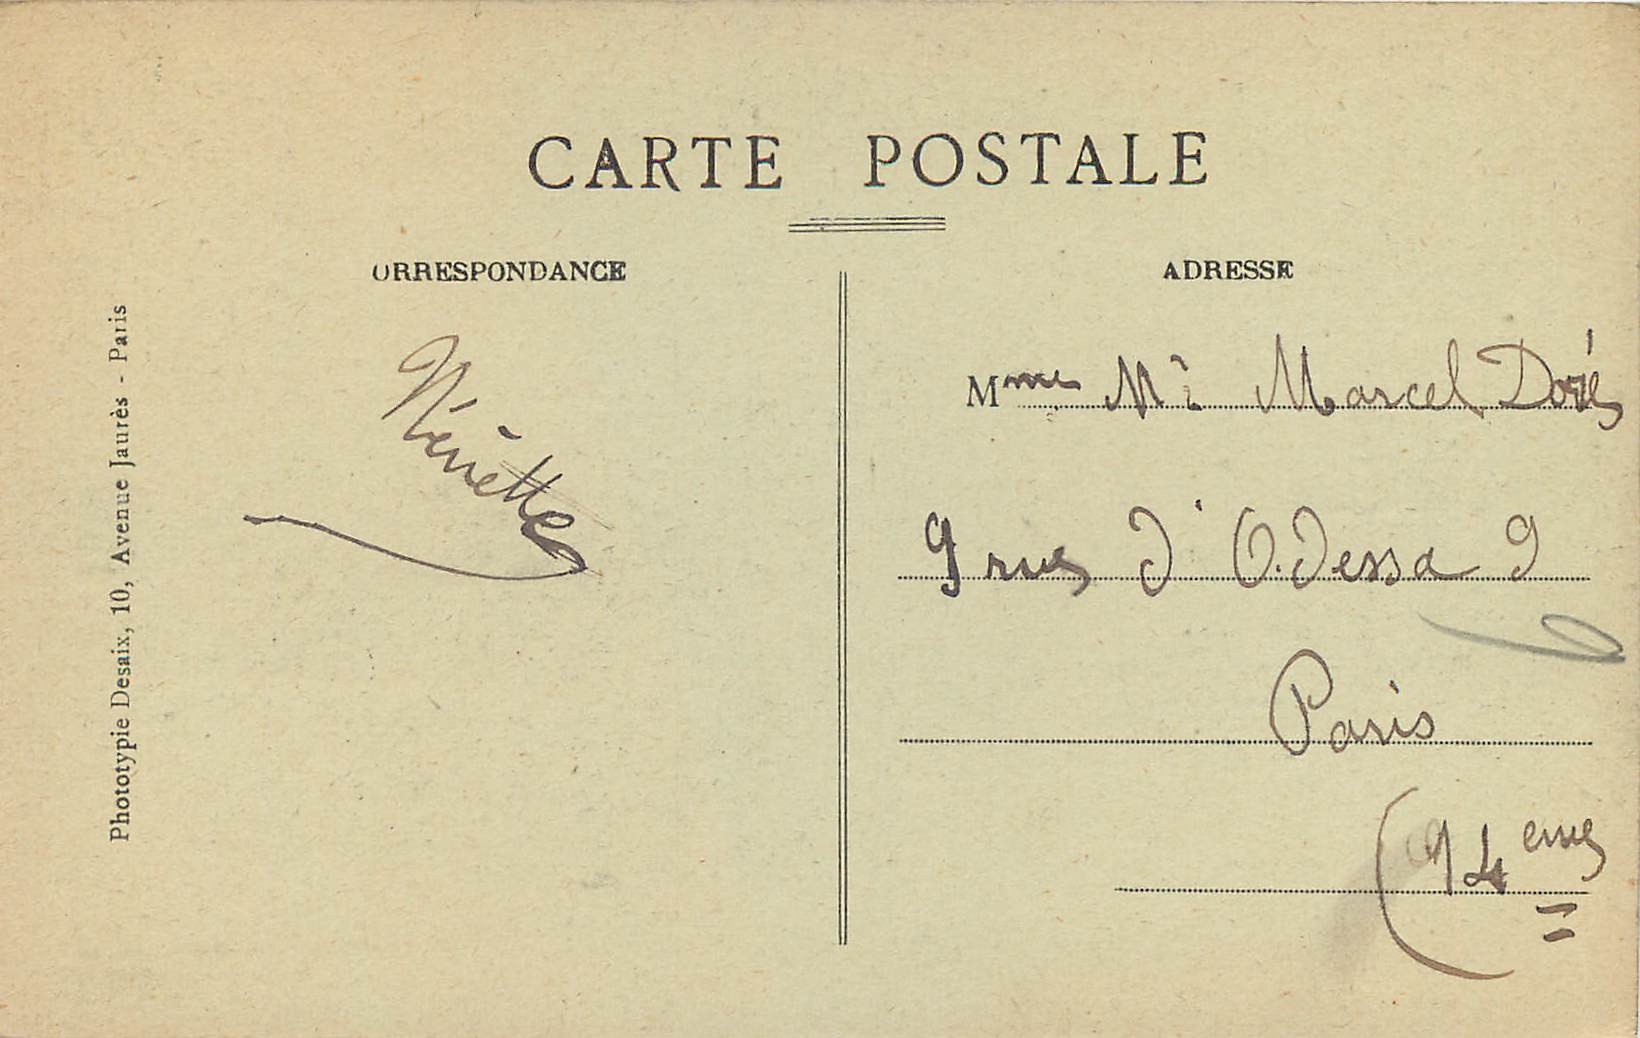 CARTE POSTALE
ORRESPONDANCE
ADRESSE
Phototypie Desaix, 10, Avenue Jaurès - Paris
Nénette
Mme Mr Marcel Doré
9 rue d'Odessa 9
Paris
(14eme